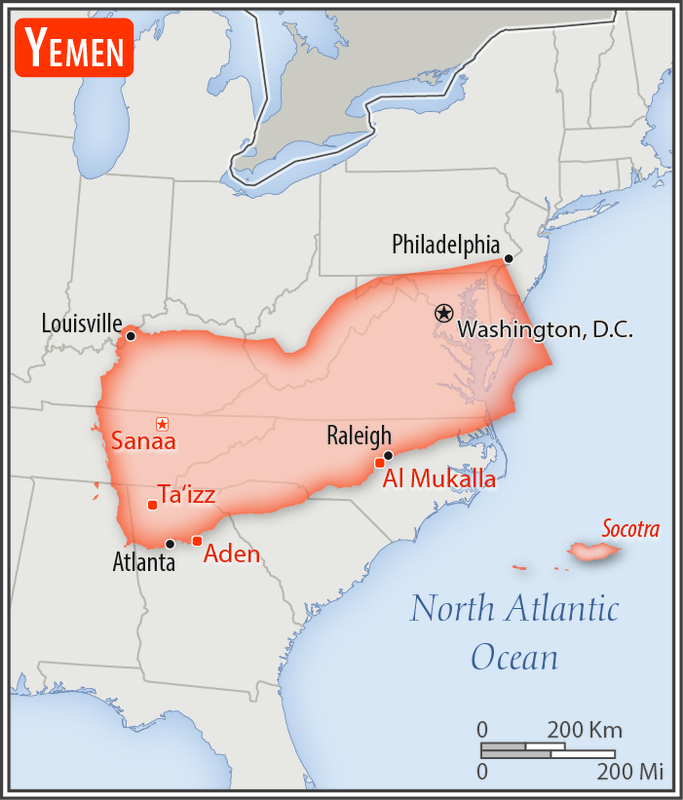 YEMEN
Philadelphia
Louisville
Washington, D.C.
Sanaa
Raleigh
Al Mukalla
Ta‘izz
Atlanta
Aden
Socotra
North Atlantic
Ocean
0 200 Km
0 200 Mi